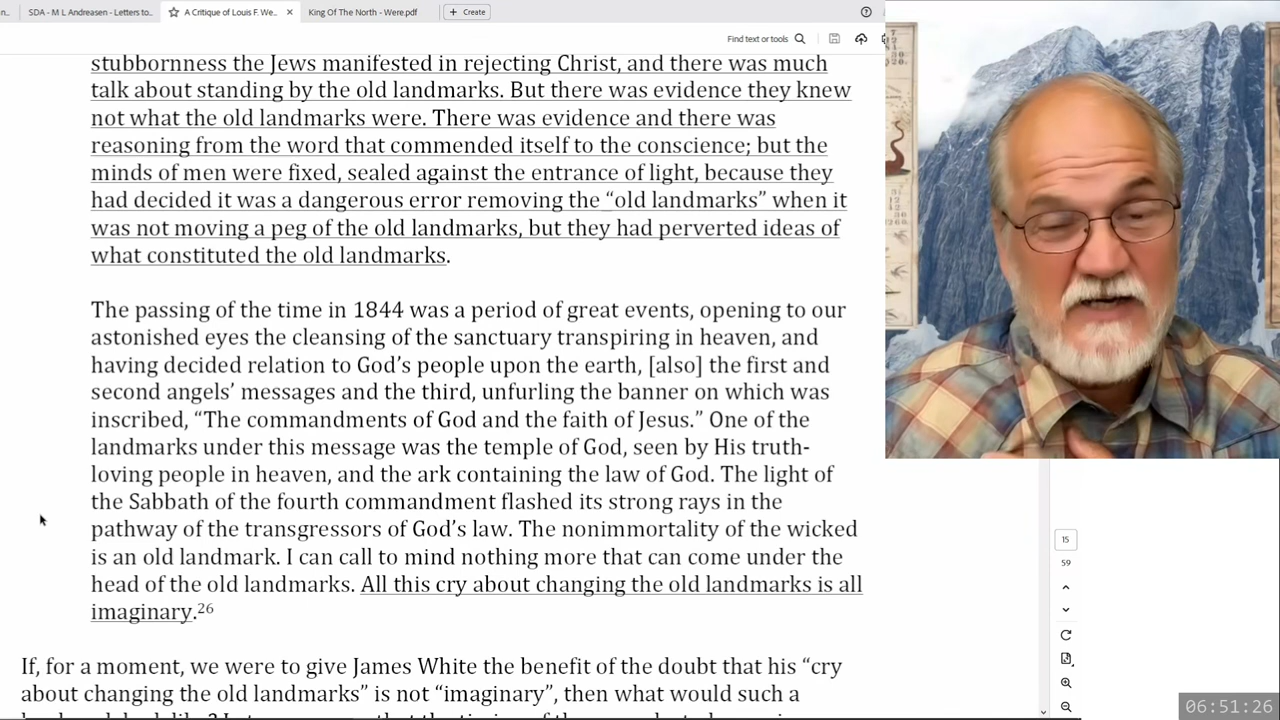 n..
SDA - M L Andreasen - Letters to...
A Critique of Louis F. We...
King Of The North - Were.pdf
Create
Find text or tools
stubbornness the Jews manifested in rejecting Christ, and there was much
talk about standing by the old landmarks. But there was evidence they knew
not what the old landmarks were. There was evidence and there was
reasoning from the word that commended itself to the conscience; but the
minds of men were fixed, sealed against the entrance of light, because they
had decided it was a dangerous error removing the “old landmarks” when it
was not moving a peg of the old landmarks, but they had perverted ideas of
what constituted the old landmarks.
The passing of the time in 1844 was a period of great events, opening to our
astonished eyes the cleansing of the sanctuary transpiring in heaven, and
having decided relation to God’s people upon the earth, [also] the first and
second angels’ messages and the third, unfurling the banner on which was
inscribed, “The commandments of God and the faith of Jesus.” One of the
landmarks under this message was the temple of God, seen by His truth-
loving people in heaven, and the ark containing the law of God. The light of
the Sabbath of the fourth commandment flashed its strong rays in the
pathway of the transgressors of God’s law. The nonimmortality of the wicked
is an old landmark. I can call to mind nothing more that can come under the
head of the old landmarks. All this cry about changing the old landmarks is all
imaginary.26
If, for a moment, we were to give James White the benefit of the doubt that his “cry
about changing the old landmarks” is not “imaginary”, then what would such a
15
59
06:51:26